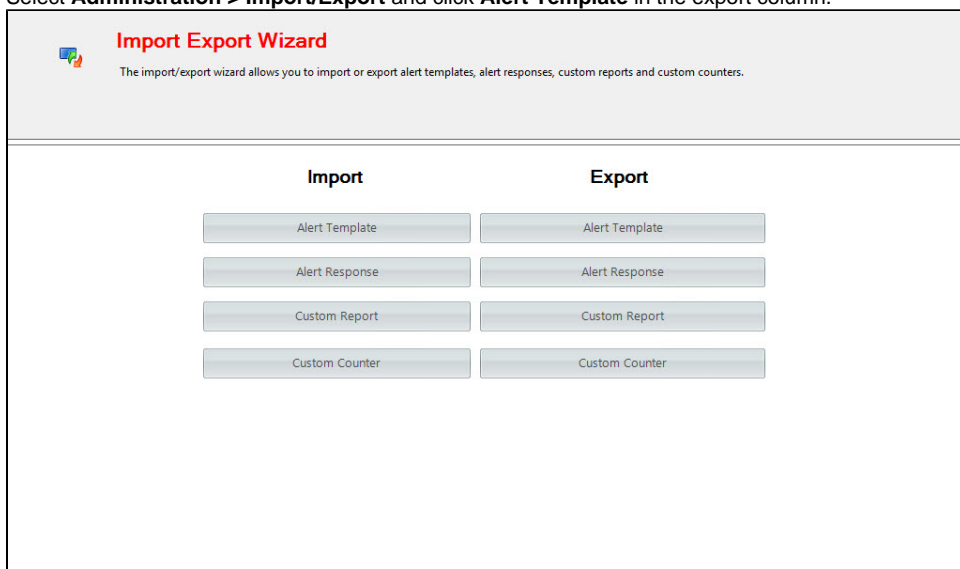 Select Administration > Import/Export and click Alert Template in the export column.
Import Export Wizard
The import/export wizard allows you to import or export alert templates, alert responses, custom reports and custom counters.
Import Export
Alert Template Alert Template
Alert Response Alert Response
Custom Report Custom Report
Custom Counter Custom Counter